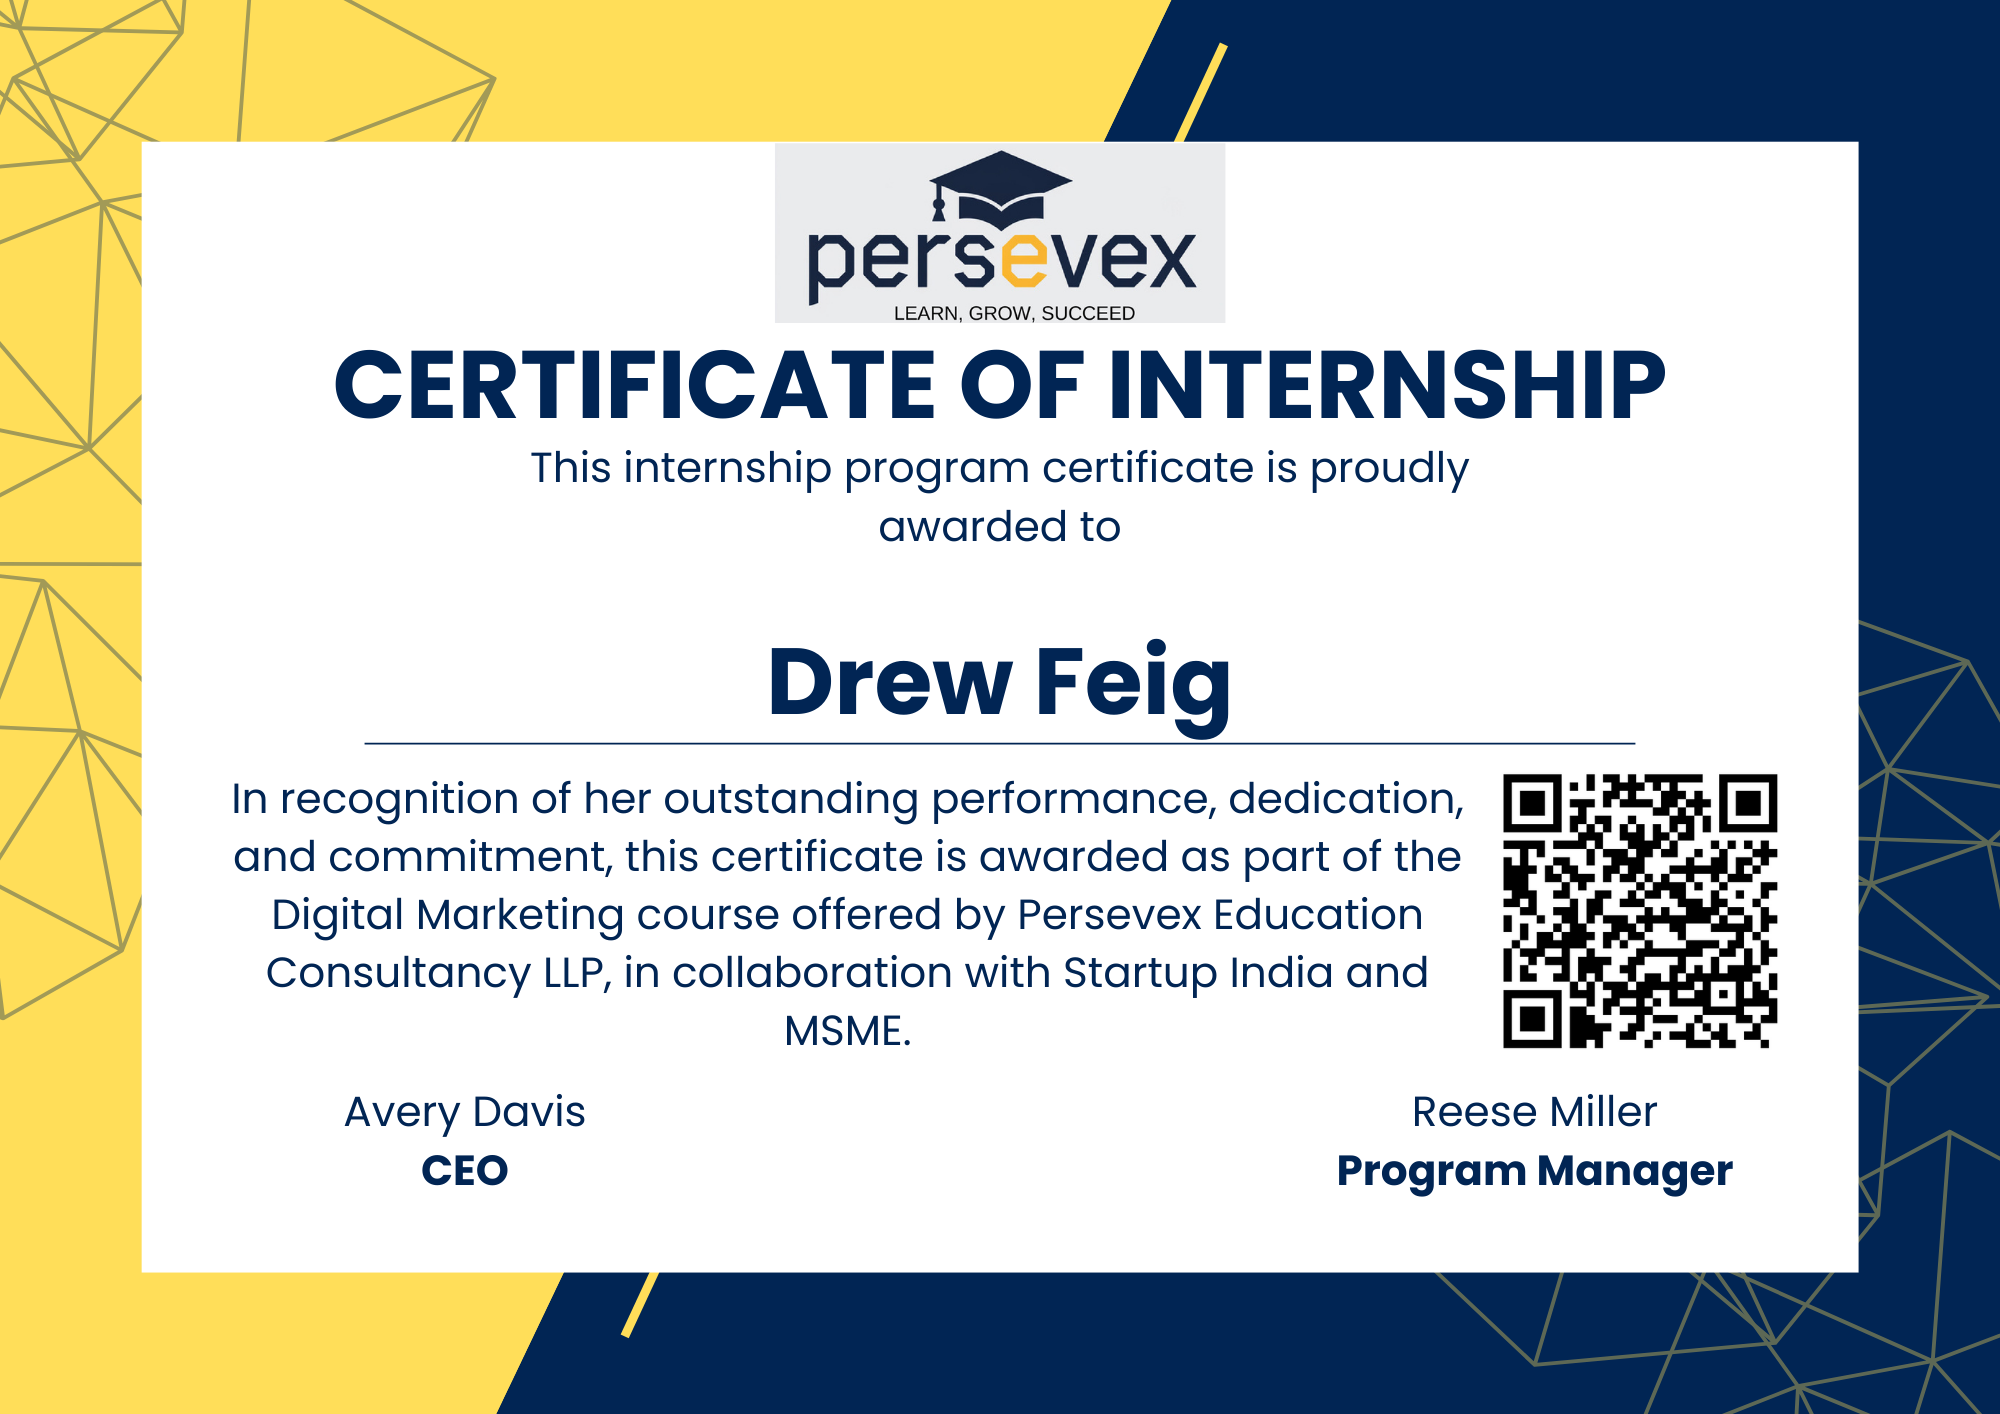 persevex
LEARN, GROW, SUCCEED
CERTIFICATE OF INTERNSHIP
This internship program certificate is proudly
awarded to
Drew Feig
In recognition of her outstanding performance, dedication,
and commitment, this certificate is awarded as part of the
Digital Marketing course offered by Persevex Education
Consultancy LLP, in collaboration with Startup India and
MSME.
Avery Davis
CEO
Reese Miller
Program Manager